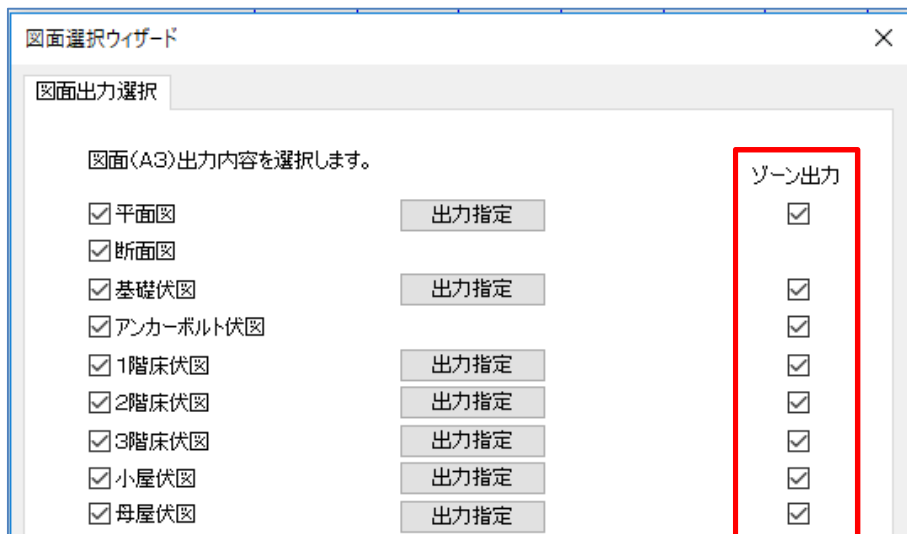 図面選択ウィザード
図面出力選択
図面(A3)出力内容を選択します。
ゾーン出力
平面図 出力指定
断面図
基礎伏図 出力指定
アンカーボルト伏図
1階床伏図 出力指定
2階床伏図 出力指定
3階床伏図 出力指定
小屋伏図 出力指定
母屋伏図 出力指定